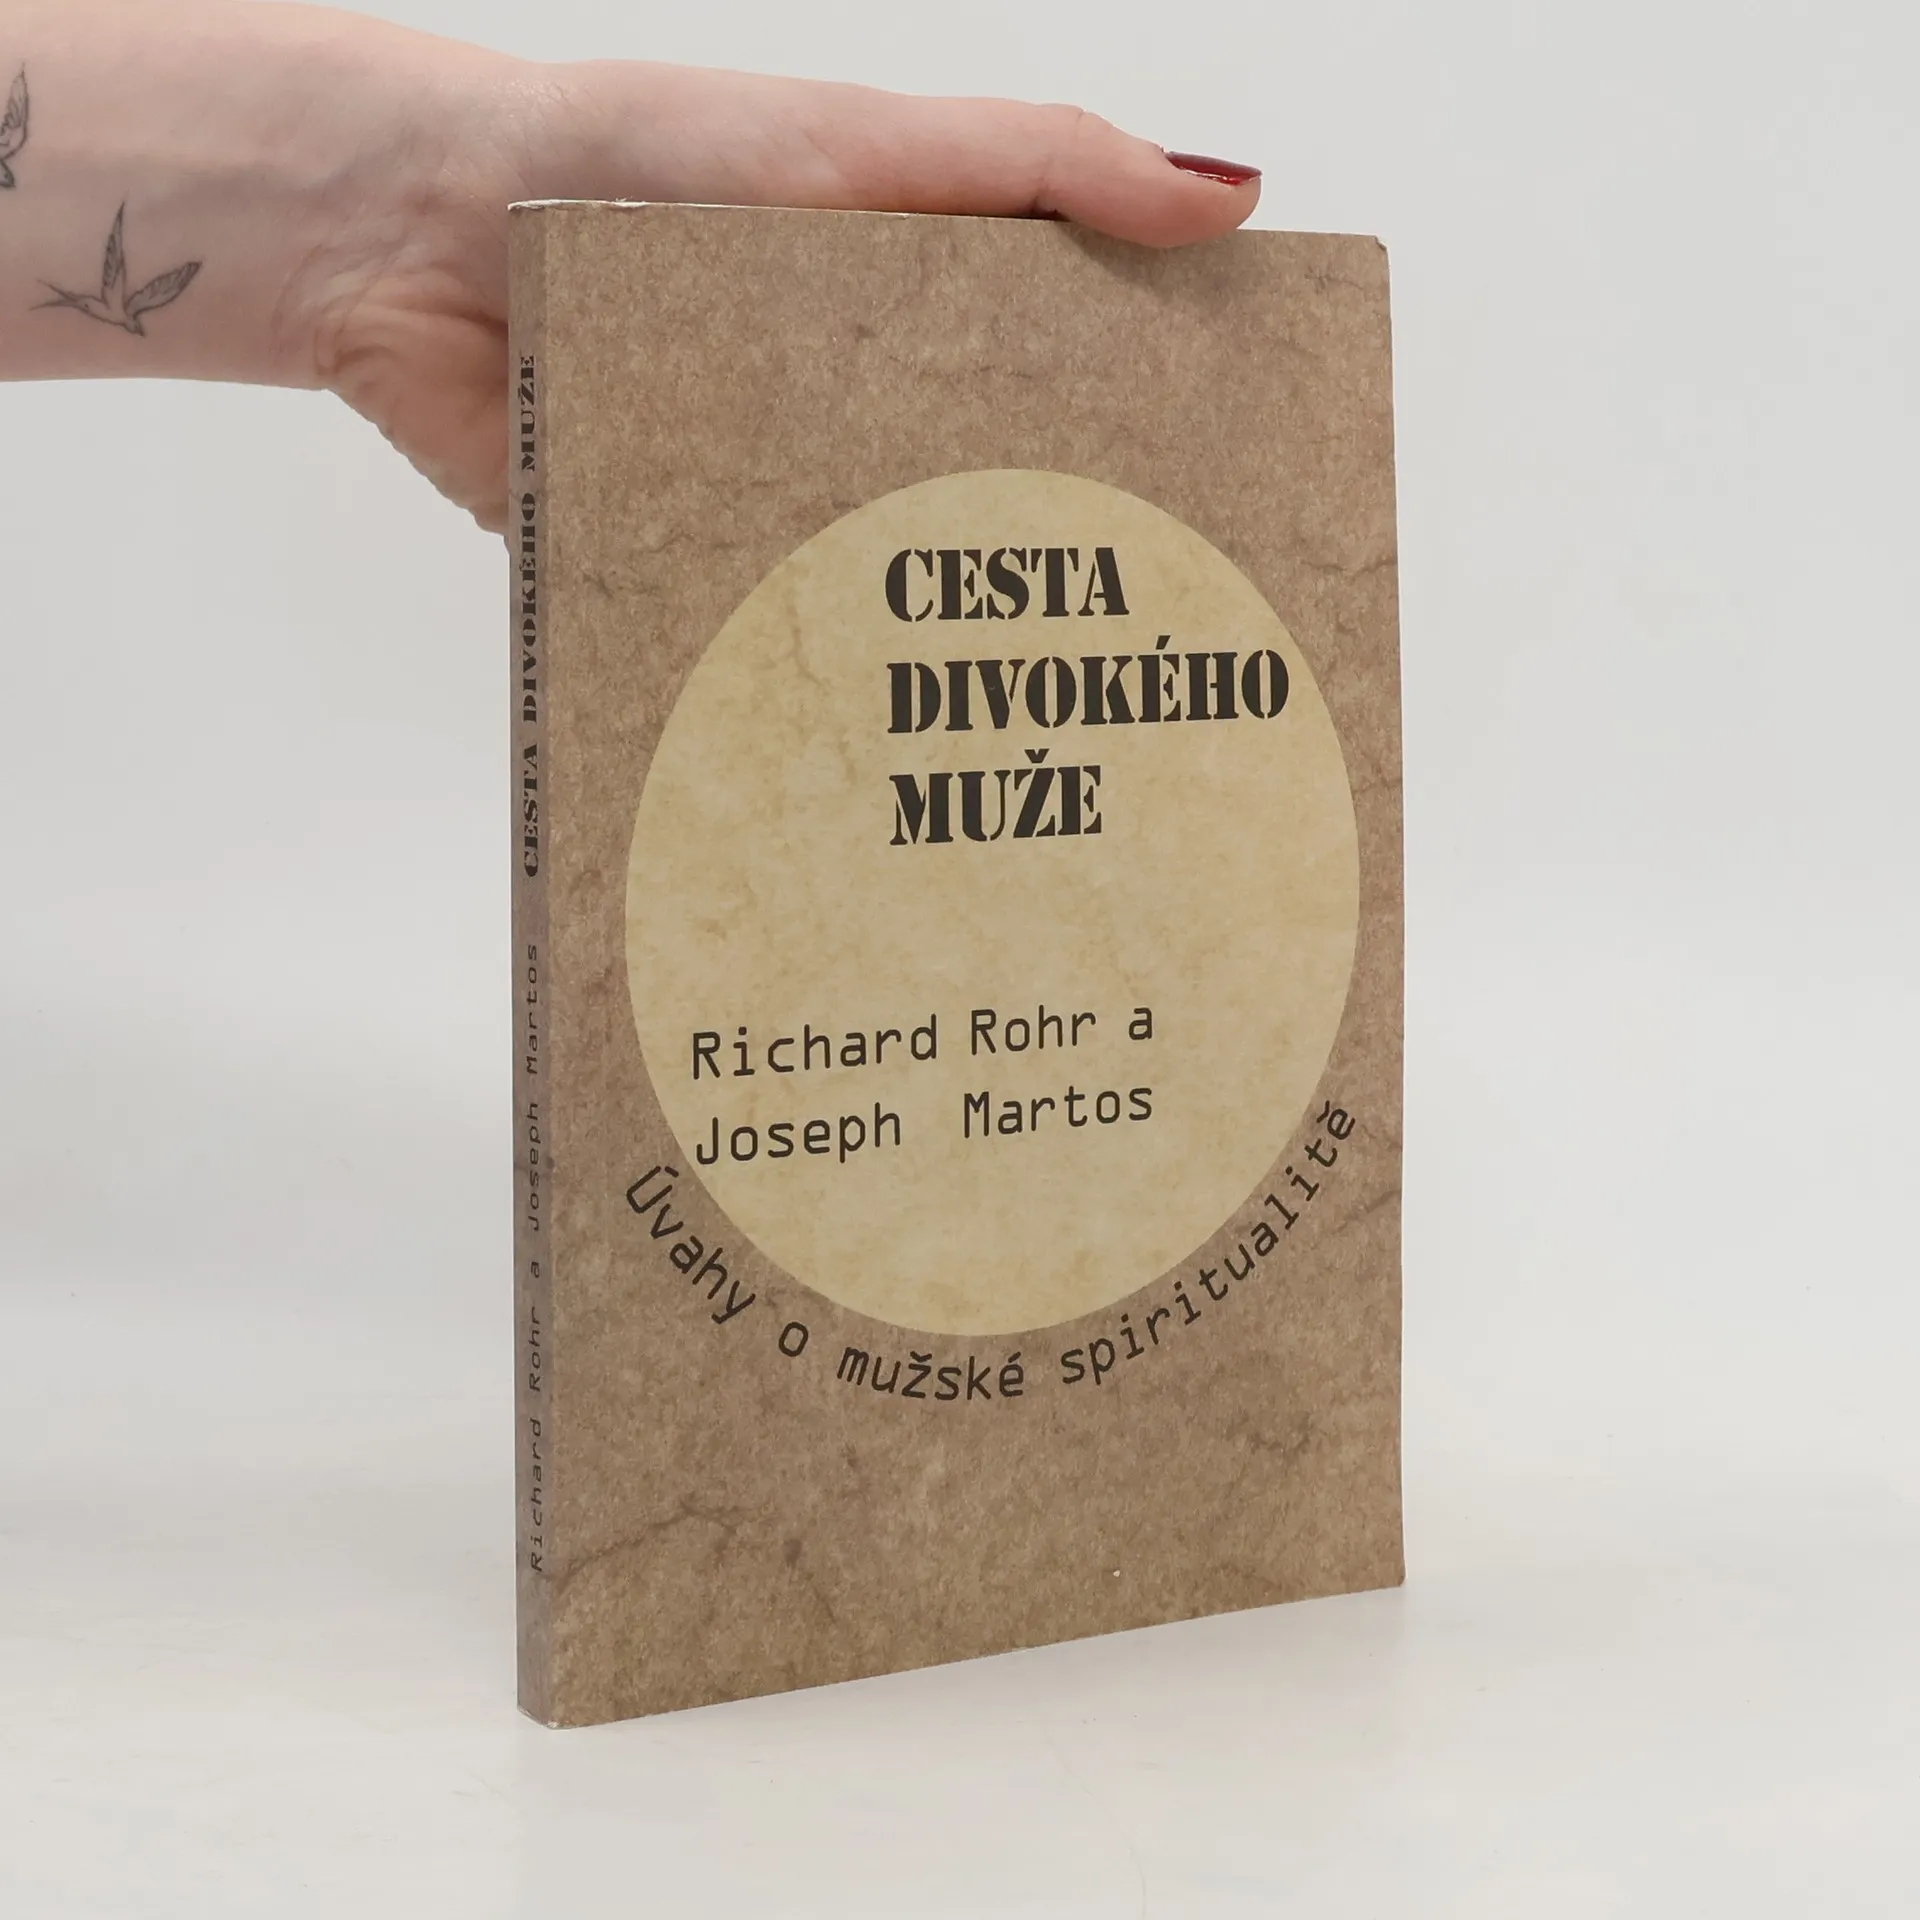 CESTA
DIVOKÉHO
MUŽE
Richard Rohr a
Joseph Martos
Úvahy o mužské spiritualitě
Richard Rohr a Joseph Martos CESTA DIVOKÉHO MUŽE